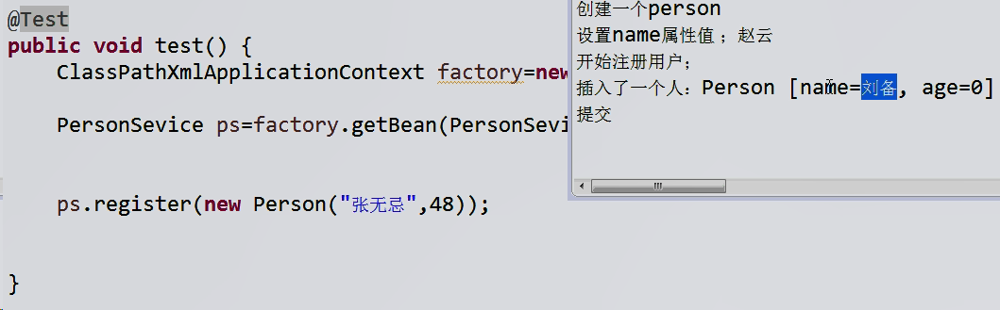 @Test
public void test() {
ClassPathXmlApplicationContext factory=new
PersonSevice ps=factory.getBean(PersonSevi
ps.register(new Person("张无忌",48));
}
创建一个person
设置name属性值；赵云
开始注册用户；
插入了一个人：Person [name=刘备, age=0]
提交